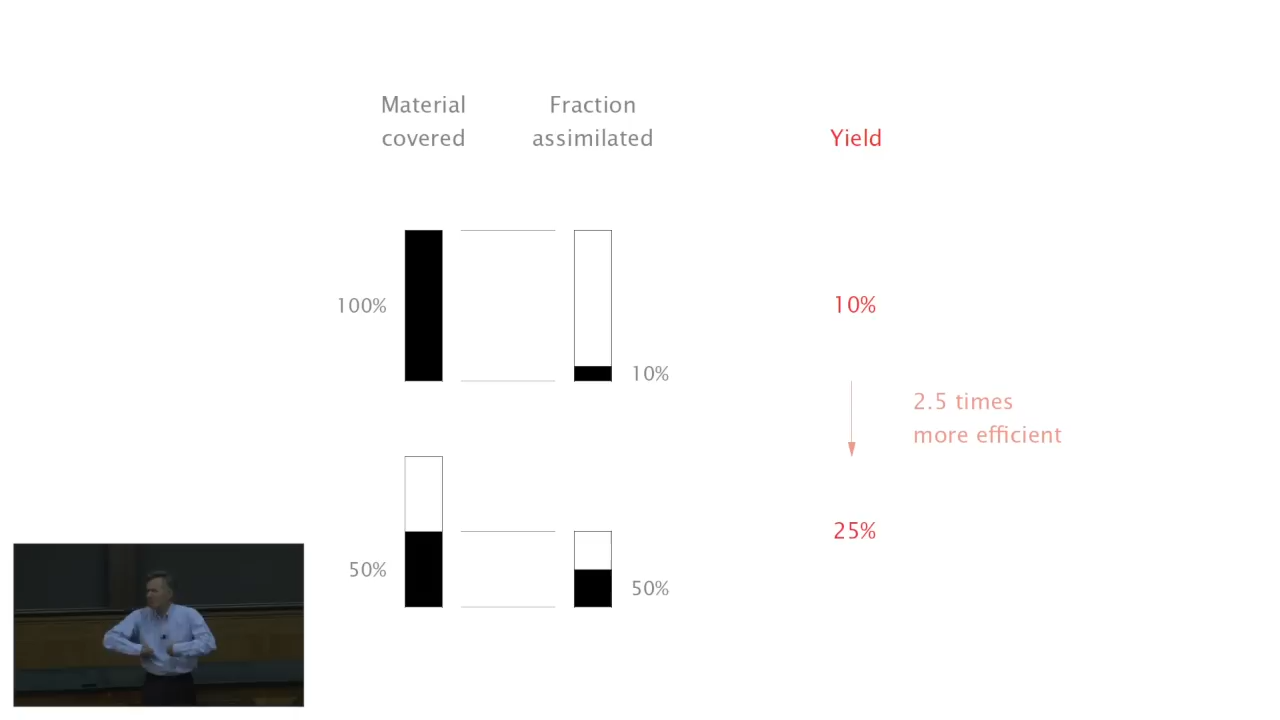 Material
covered
Fraction
assimilated
Yield
100%
10%
10%
2.5 times
more efficient
50%
50%
25%